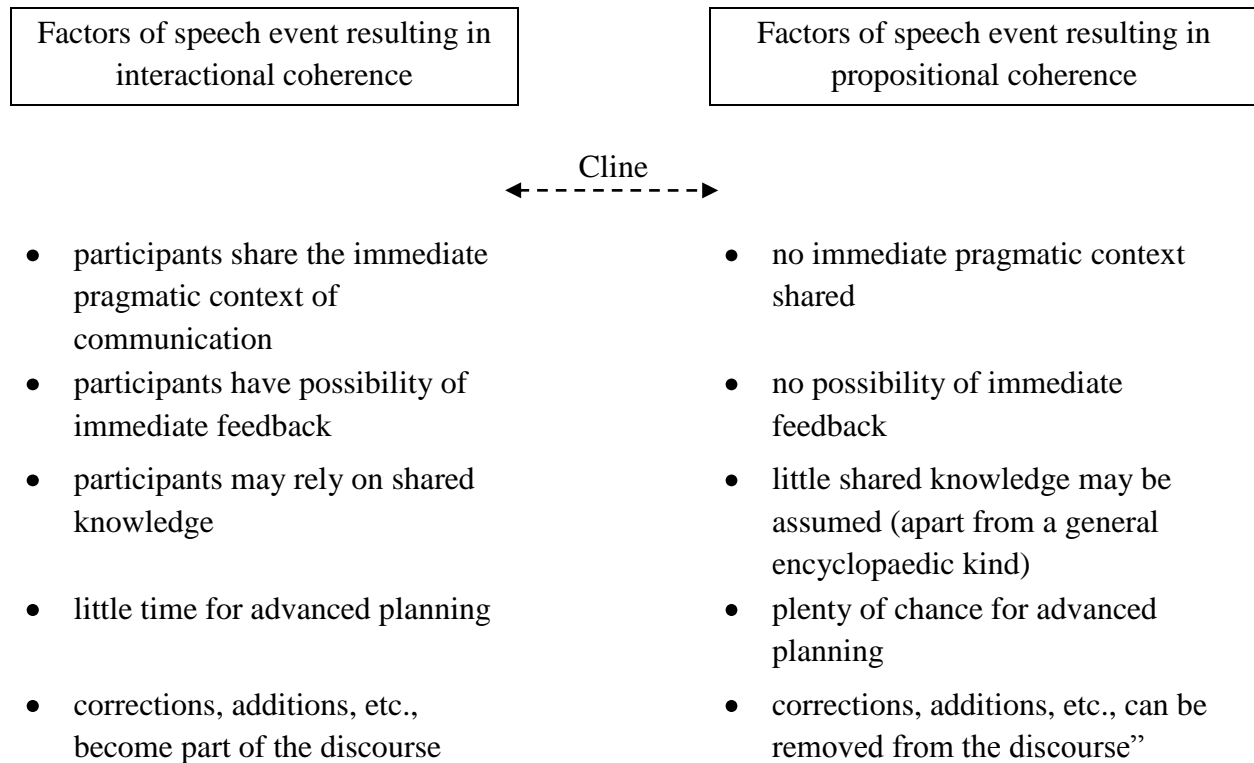 Factors of speech event resulting in
interactional coherence
Factors of speech event resulting in
propositional coherence
Cline
• participants share the immediate
pragmatic context of
communication
• no immediate pragmatic context
shared
• participants have possibility of
immediate feedback
• no possibility of immediate
feedback
• participants may rely on shared
knowledge
• little shared knowledge may be
assumed (apart from a general
encyclopaedic kind)
• little time for advanced planning
• plenty of chance for advanced
planning
• corrections, additions, etc.,
become part of the discourse
• corrections, additions, etc., can be
removed from the discourse”